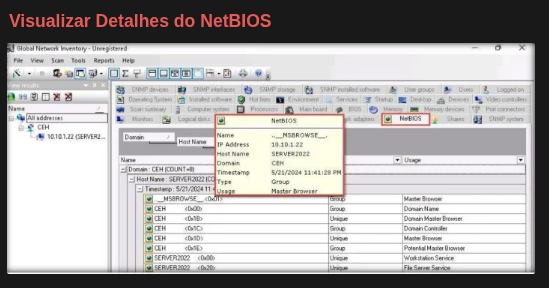 Visualizar Detalhes do NetBIOS
Global Network Inventory - Unregistered
File View Scan Tools Reports Help
SNMP devices SNMP interfaces SNMP storage SNMP installed software User groups Users Logged on
Operating System Installed software Hot fixes Environment Services Startup Desktop Devices Video controllers
Scan summary Computer system Processors Main board BIOS Memory Memory devices Port connectors
Monitors Logical disks NetBIOS Shares SNMP system
Name
All addresses
CEH
10.10.1.22 (SERVER2...
Domain
Host Name
NetBIOS
Name .__MSBROWSE__.
IP Address 10.10.1.22
Host Name SERVER2022
Domain CEH
Timestamp 5/21/2024 11:41:28 PM
Type Group
Usage Master Browser
Name Usage
Domain : CEH (COUNT=8)
Host Name : SERVER2022 (CO
Timestamp : 5/21/2024 11:4
.__MSBROWSE__.<0x01> Group Master Browser
CEH <0x00> Group Domain Name
CEH <0x1B> Unique Domain Master Browser
CEH <0x1C> Group Domain Controller
CEH <0x1D> Unique Master Browser
CEH <0x1E> Group Potential Master Browser
SERVER2022 <0x00> Unique Workstation Service
SERVER2022 <0x20> Unique File Server Service